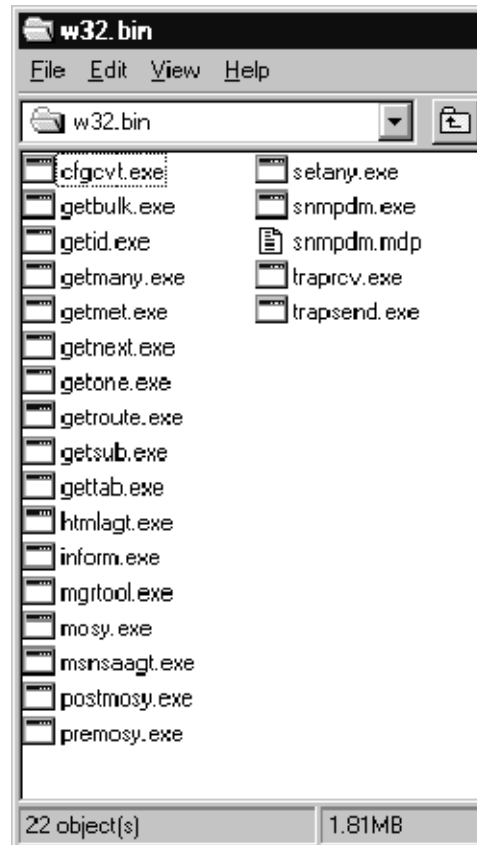 w32.bin
File Edit View Help
w32.bin
cfgcvt.exe
getbulk.exe
getid.exe
getmany.exe
getmet.exe
getnext.exe
getone.exe
getroute.exe
getsub.exe
gettab.exe
htmlagt.exe
inform.exe
mgrtool.exe
mosy.exe
msnsaagt.exe
postmosy.exe
premosy.exe
setany.exe
snmpdm.exe
snmpdm.mdp
traprcv.exe
trapsend.exe
22 object(s) 1.81MB